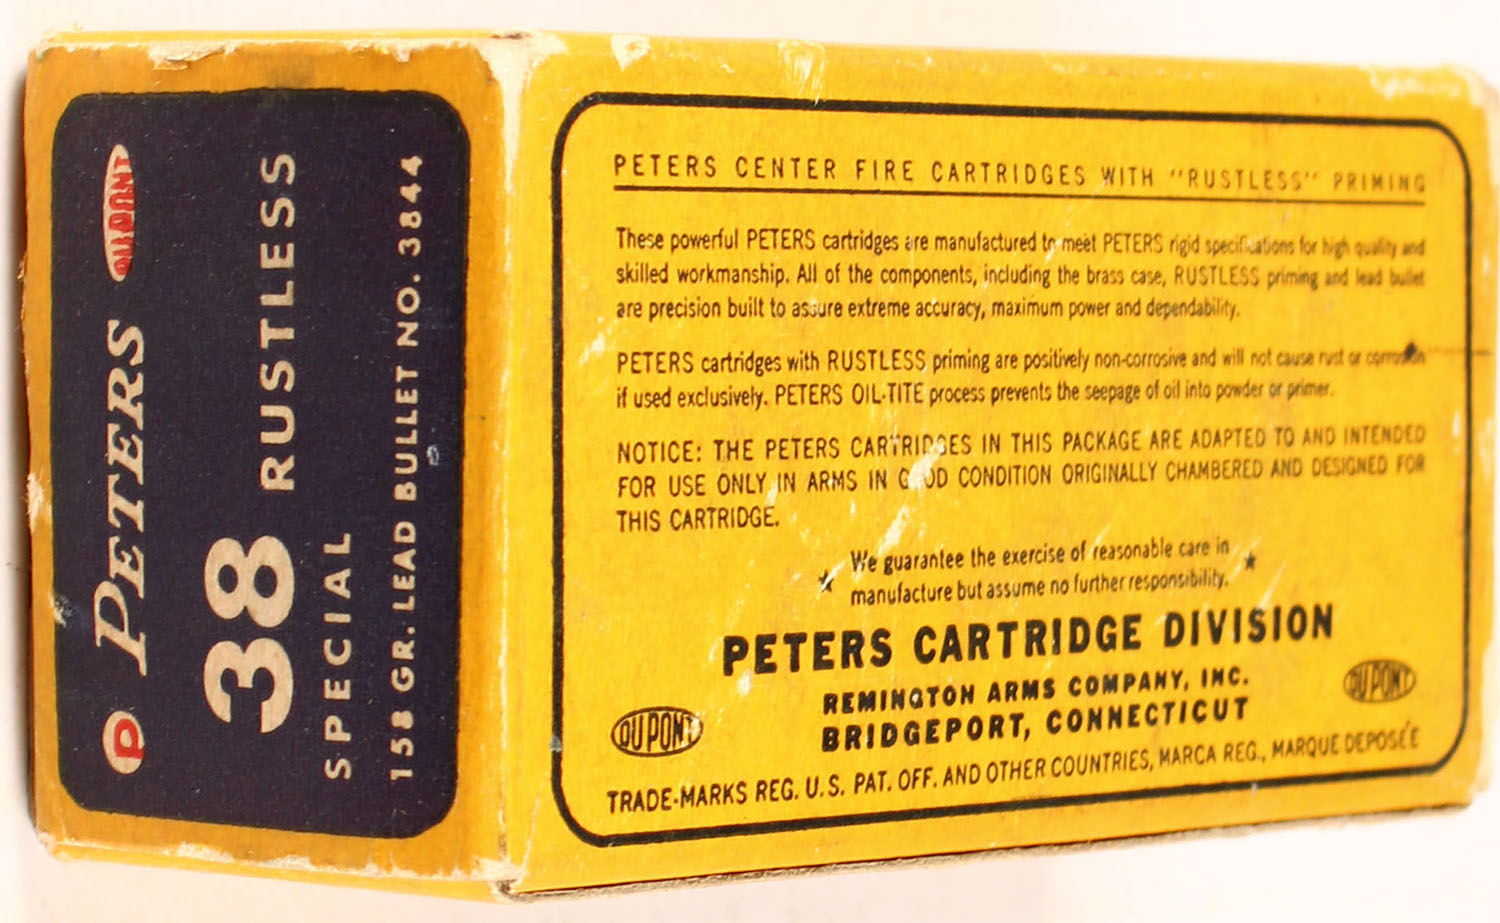 P PETERS DU PONT
38 RUSTLESS
SPECIAL
158 GR. LEAD BULLET NO. 3844
PETERS CENTER FIRE CARTRIDGES WITH "RUSTLESS" PRIMING
These powerful PETERS cartridges are manufactured to meet PETERS rigid specifications for high quality and
skilled workmanship. All of the components, including the brass case, RUSTLESS priming and lead bullet
are precision built to assure extreme accuracy, maximum power and dependability.
PETERS cartridges with RUSTLESS priming are positively non-corrosive and will not cause rust or corrosion
if used exclusively. PETERS OIL-TITE process prevents the seepage of oil into powder or primer.
NOTICE: THE PETERS CARTRIDGES IN THIS PACKAGE ARE ADAPTED TO AND INTENDED
FOR USE ONLY IN ARMS IN GOOD CONDITION ORIGINALLY CHAMBERED AND DESIGNED FOR
THIS CARTRIDGE.
★ We guarantee the exercise of reasonable care in ★
manufacture but assume no further responsibility.
PETERS CARTRIDGE DIVISION
REMINGTON ARMS COMPANY, INC.
BRIDGEPORT, CONNECTICUT
DU PONT DU PONT
TRADE-MARKS REG. U.S. PAT. OFF. AND OTHER COUNTRIES, MARCA REG., MARQUE DEPOSÉE